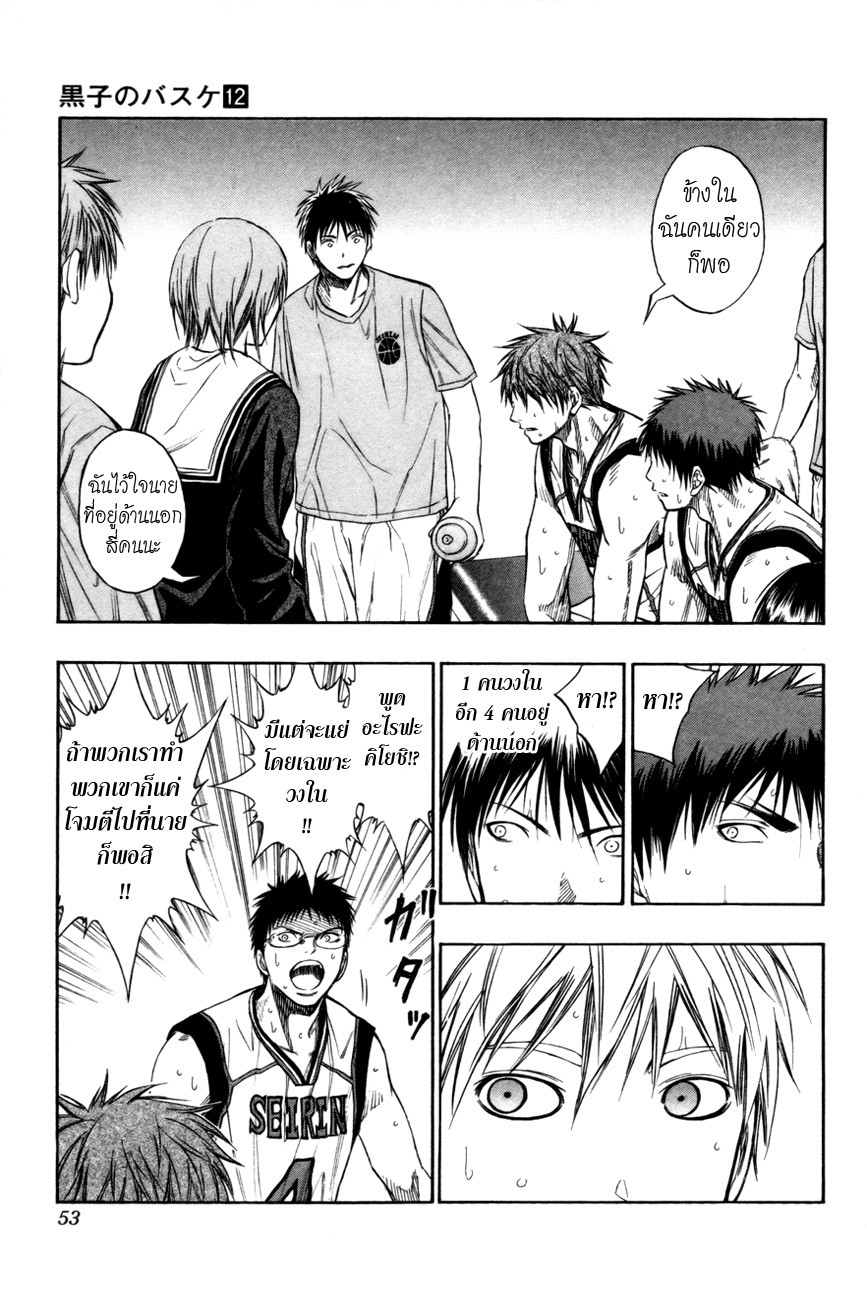 黒子のバスケ 12
ข้างใน
ฉันคนเดียว
ก็พอ
SEIRIN
ฉันไว้ใจนาย
ที่อยู่ด้านนอก
สี่คนนะ
หา!?
หา!?
1 คนวงใน
อีก 4 คนอยู่
ด้านน่อก
พูด
อะไรฟะ
คิโยชิ!?
มีแต่จะแย่
โดยเฉพาะ
วงใน
!!
ถ้าพวกเราทำ
พวกเขาก็แค่
โจมตีไปที่นาย
ก็พอสิ
!!
ガタッ
SEIRIN
4
53